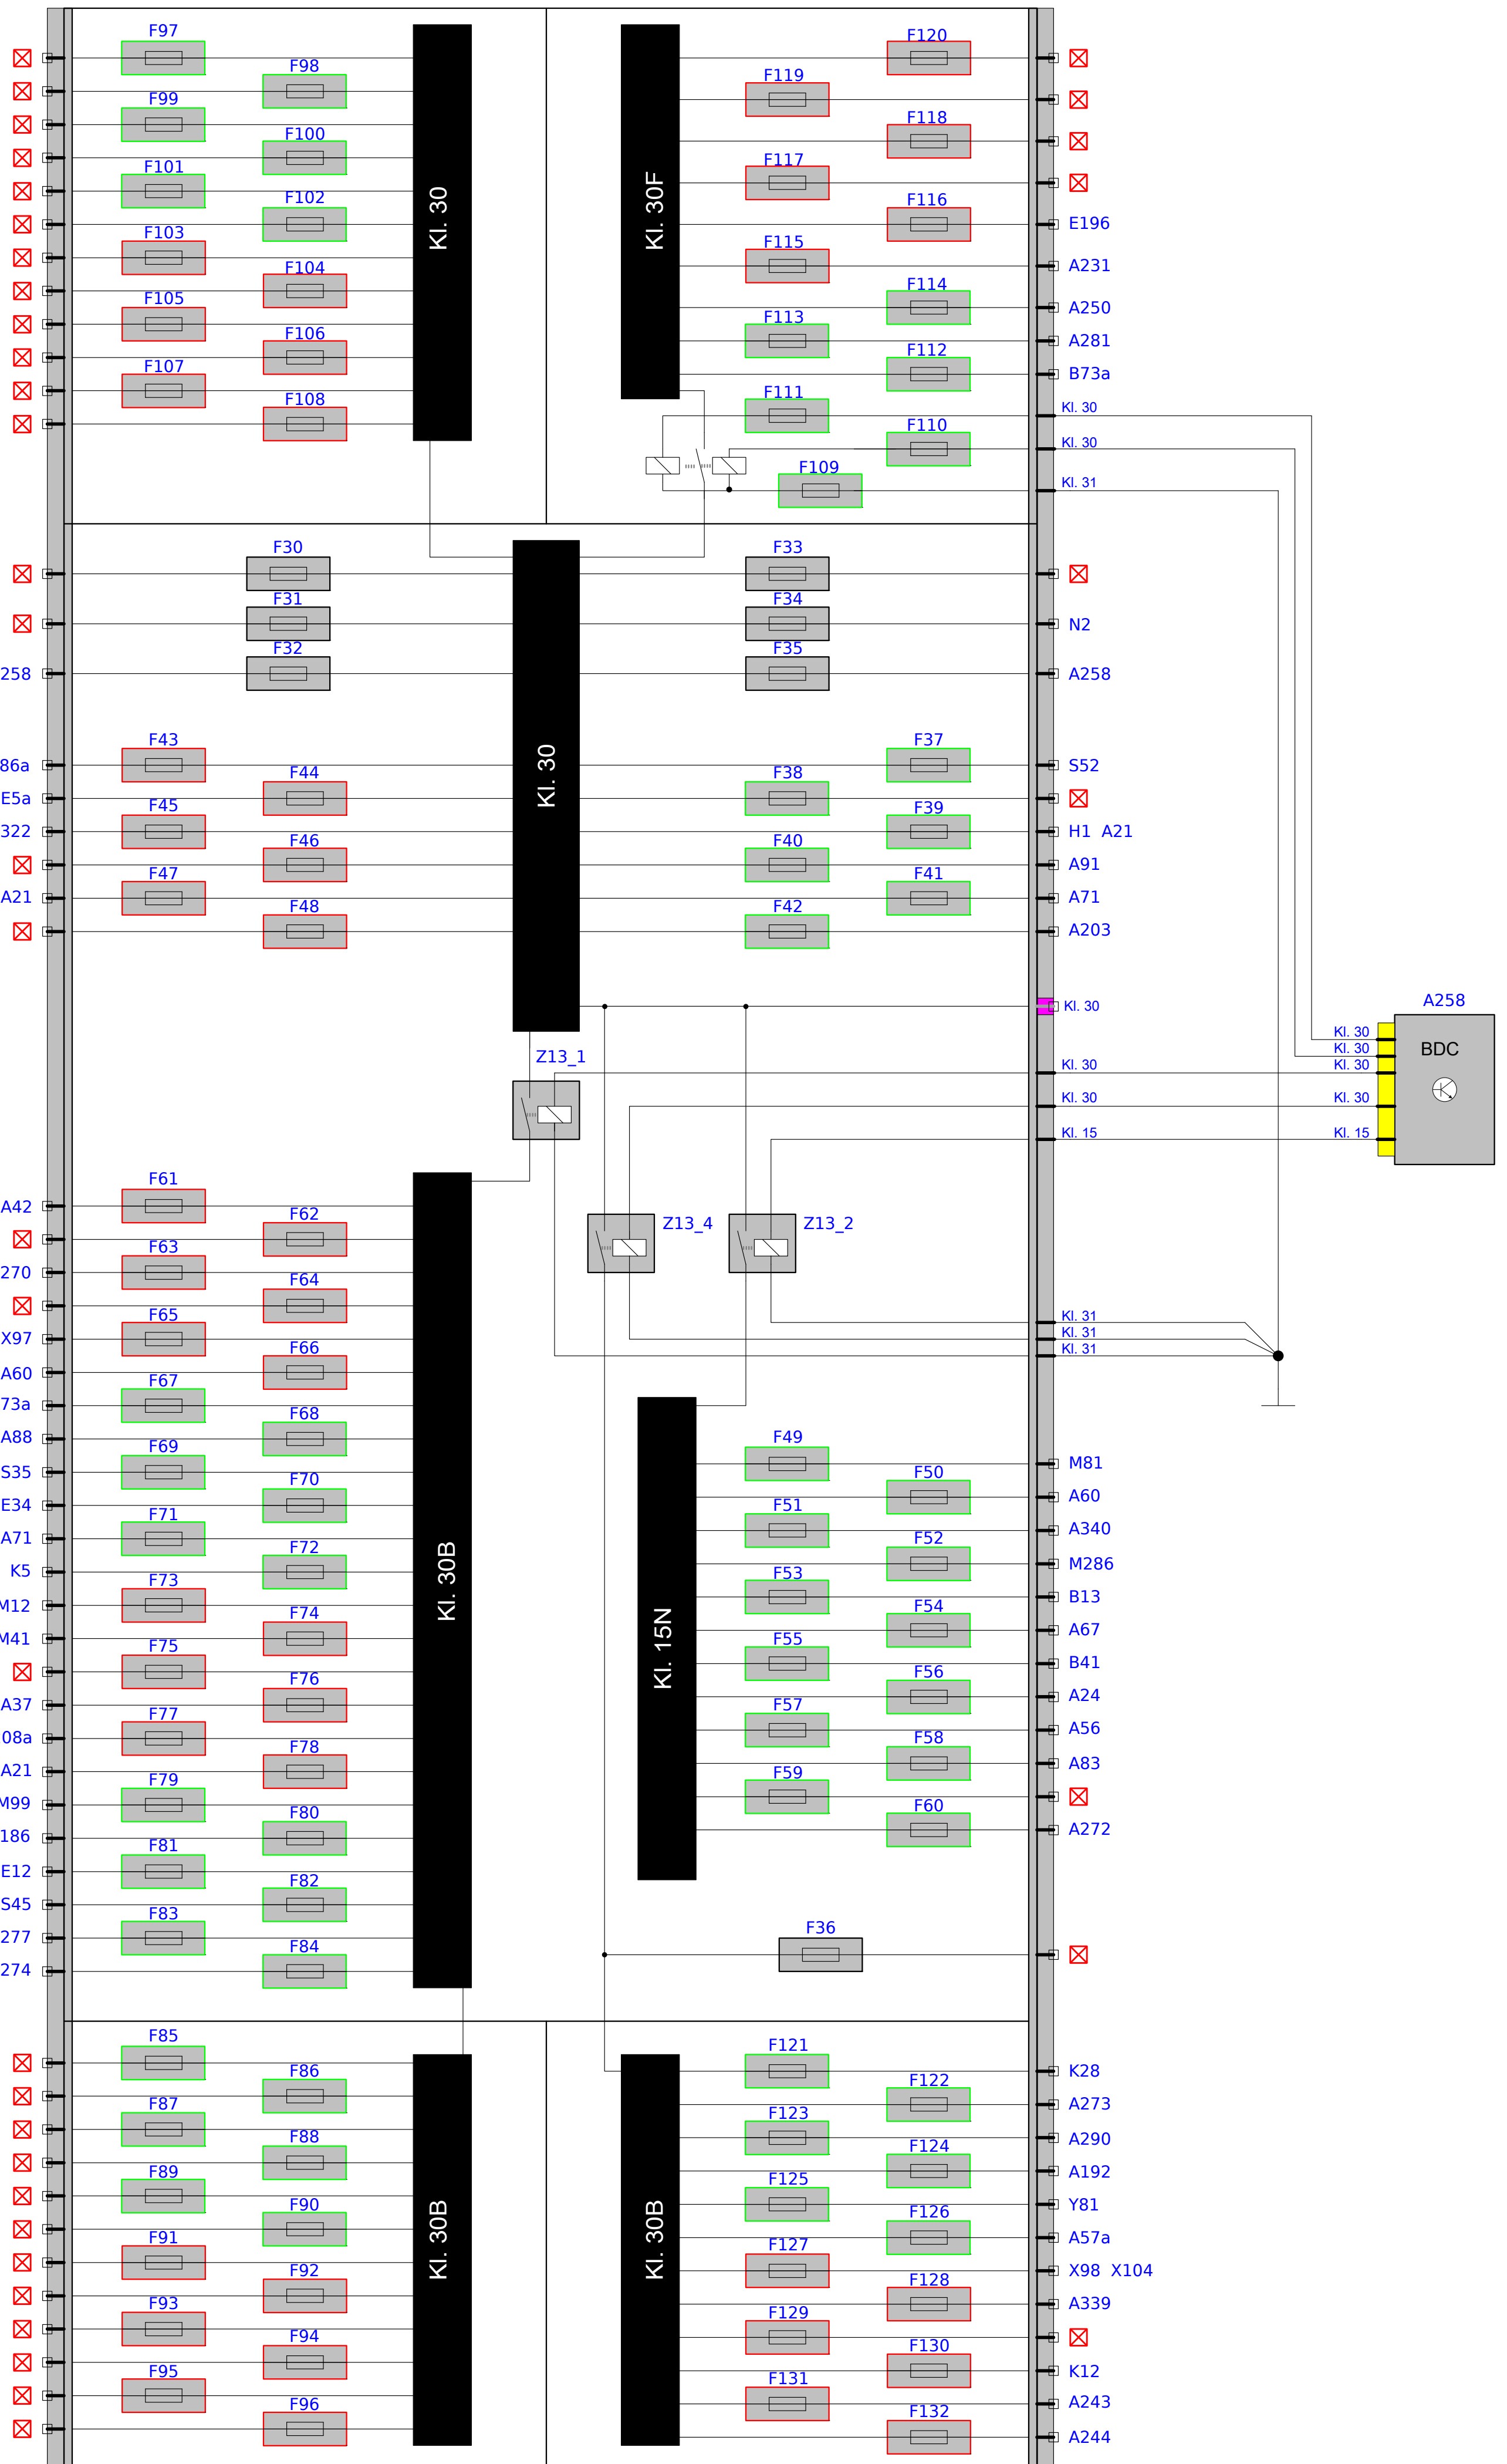 F97
F98
F99
F100
F101
F102
F103
F104
F105
F106
F107
F108
Kl. 30
Kl. 30F
F120
F119
F118
F117
F116
E196
F115
A231
F114
A250
F113
A281
F112
B73a
F111
Kl. 30
F110
Kl. 30
F109
Kl. 31
F30
F33
F31
F34
N2
F32
F35
258
A258
Kl. 30
F43
F37
86a
S52
F44
F38
E5a
F45
F39
322
H1 A21
F46
F40
A91
F47
F41
A21
A71
F48
F42
A203
Kl. 30
A258
BDC
Kl. 30
Kl. 30
Kl. 30
Kl. 30
Kl. 15
Z13_1
Kl. 30
Kl. 30
Kl. 15
Z13_4
Z13_2
Kl. 31
Kl. 31
Kl. 31
F61
A42
F62
F63
270
F64
F65
X97
F66
A60
F67
73a
F68
A88
F69
S35
F70
E34
F71
A71
F72
K5
F73
M12
F74
M41
F75
F76
A37
F77
08a
F78
A21
F79
M99
F80
186
F81
E12
F82
S45
F83
277
F84
274
Kl. 30B
Kl. 15N
F49
M81
F50
A60
F51
A340
F52
M286
F53
B13
F54
A67
F55
B41
F56
A24
F57
A56
F58
A83
F59
F60
A272
F36
F85
F86
F87
F88
F89
F90
F91
F92
F93
F94
F95
F96
Kl. 30B
Kl. 30B
F121
K28
F122
A273
F123
A290
F124
A192
F125
Y81
F126
A57a
F127
X98 X104
F128
A339
F129
F130
K12
F131
A243
F132
A244